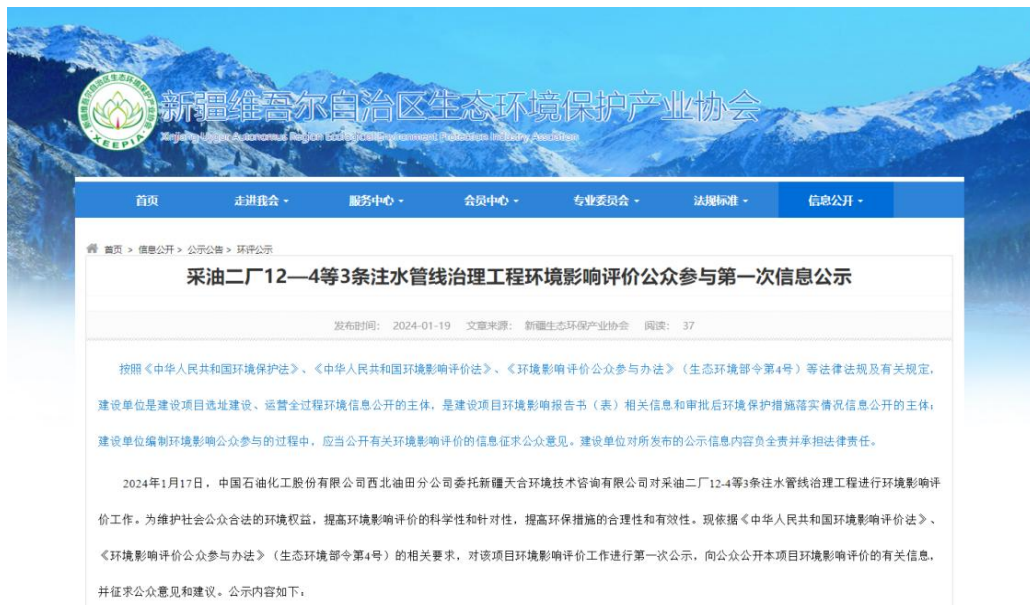 新疆维吾尔自治区生态环境保护产业协会
XEEPIA
首页 走进我会 服务中心 会员中心 专业委员会 法规标准 信息公开
首页 > 信息公开 > 公示公告 > 环评公示
采油二厂12—4等3条注水管线治理工程环境影响评价公众参与第一次信息公示
发布时间: 2024-01-19 文章来源: 新疆生态环保产业协会 阅读: 37
按照《中华人民共和国环境保护法》、《中华人民共和国环境影响评价法》、《环境影响评价公众参与办法》（生态环境部令第4号）等法律法规及有关规定,
建设单位是建设项目选址建设、运营全过程环境信息公开的主体, 是建设项目环境影响报告书（表）相关信息和审批后环境保护措施落实情况信息公开的主体;
建设单位编制环境影响公众参与的过程中, 应当公开有关环境影响评价的信息征求公众意见。建设单位对所发布的公示信息内容负全责并承担法律责任。
2024年1月17日, 中国石油化工股份有限公司西北油田分公司委托新疆天合环境技术咨询有限公司对采油二厂12-4等3条注水管线治理工程进行环境影响评
价工作。为维护社会公众合法的环境权益, 提高环境影响评价的科学性和针对性, 提高环保措施的合理性和有效性。现依据《中华人民共和国环境影响评价法》、
《环境影响评价公众参与办法》（生态环境部令第4号）的相关要求, 对该项目环境影响评价工作进行第一次公示, 向公众公开本项目环境影响评价的有关信息,
并征求公众意见和建议。公示内容如下: